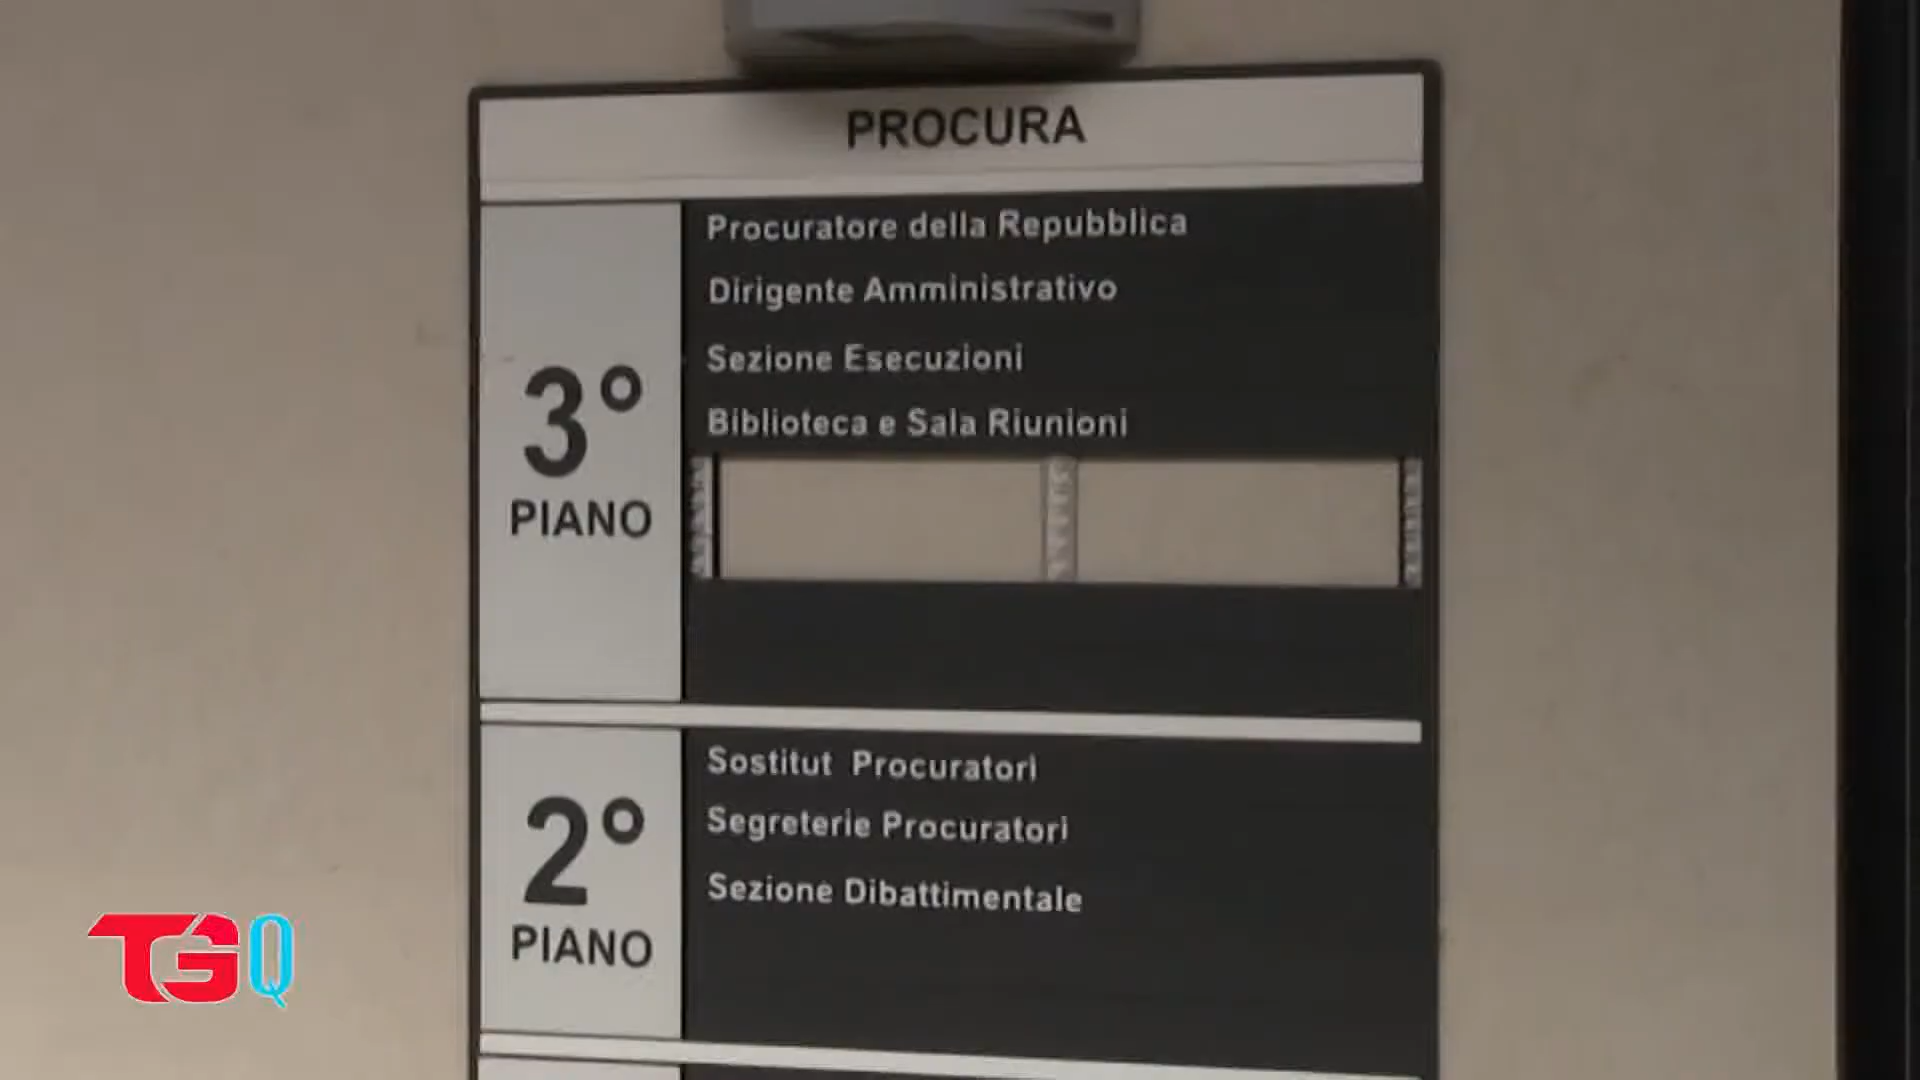 PROCURA
3°
PIANO
Procuratore della Repubblica
Dirigente Amministrativo
Sezione Esecuzioni
Biblioteca e Sala Riunioni
2°
PIANO
Sostitut Procuratori
Segreterie Procuratori
Sezione Dibattimentale
TGQ